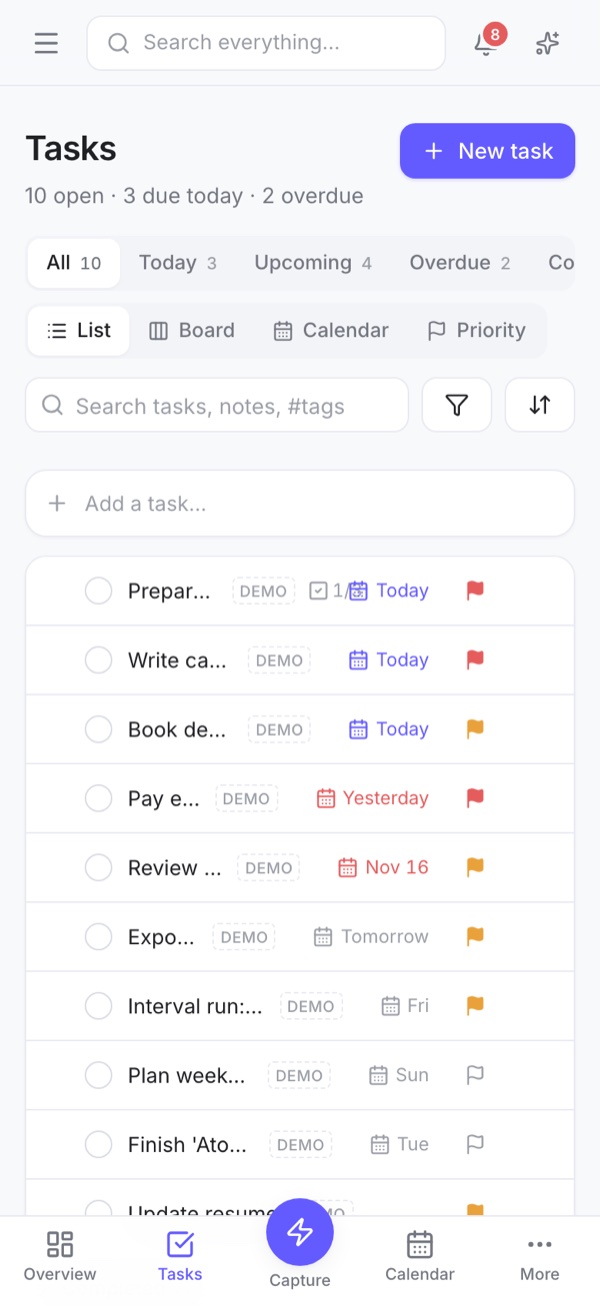 Search everything...
8
Tasks
New task
10 open · 3 due today · 2 overdue
All 10 Today 3 Upcoming 4 Overdue 2 Co
List Board Calendar Priority
Search tasks, notes, #tags
Add a task...
Prepar... DEMO 1/ Today
Write ca... DEMO Today
Book de... DEMO Today
Pay e... DEMO Yesterday
Review ... DEMO Nov 16
Expo... DEMO Tomorrow
Interval run:... DEMO Fri
Plan week... DEMO Sun
Finish 'Ato... DEMO Tue
Update resume
Overview Tasks Capture Calendar More